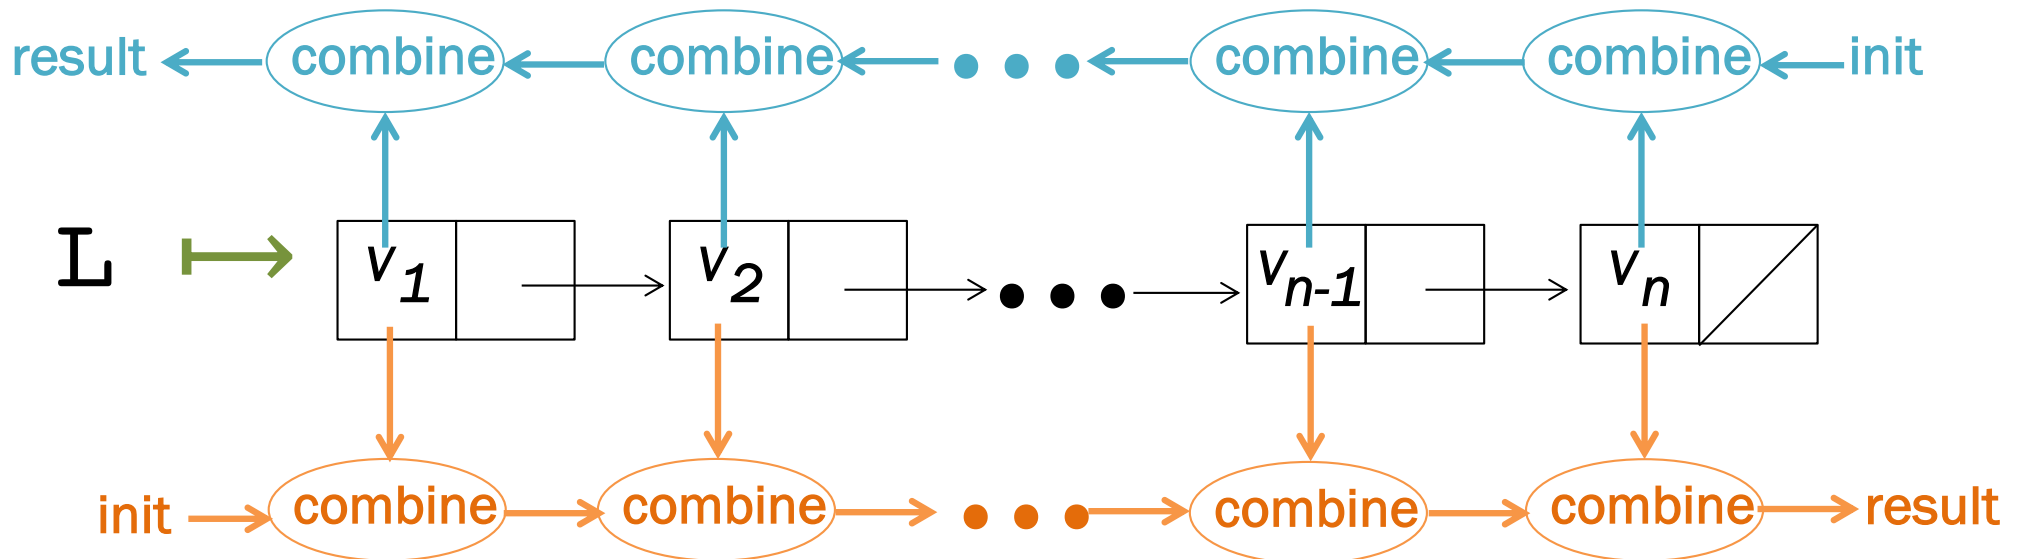 result combine combine • • • combine combine init
L v1 v2 • • • vn-1 vn
init combine combine • • • combine combine result